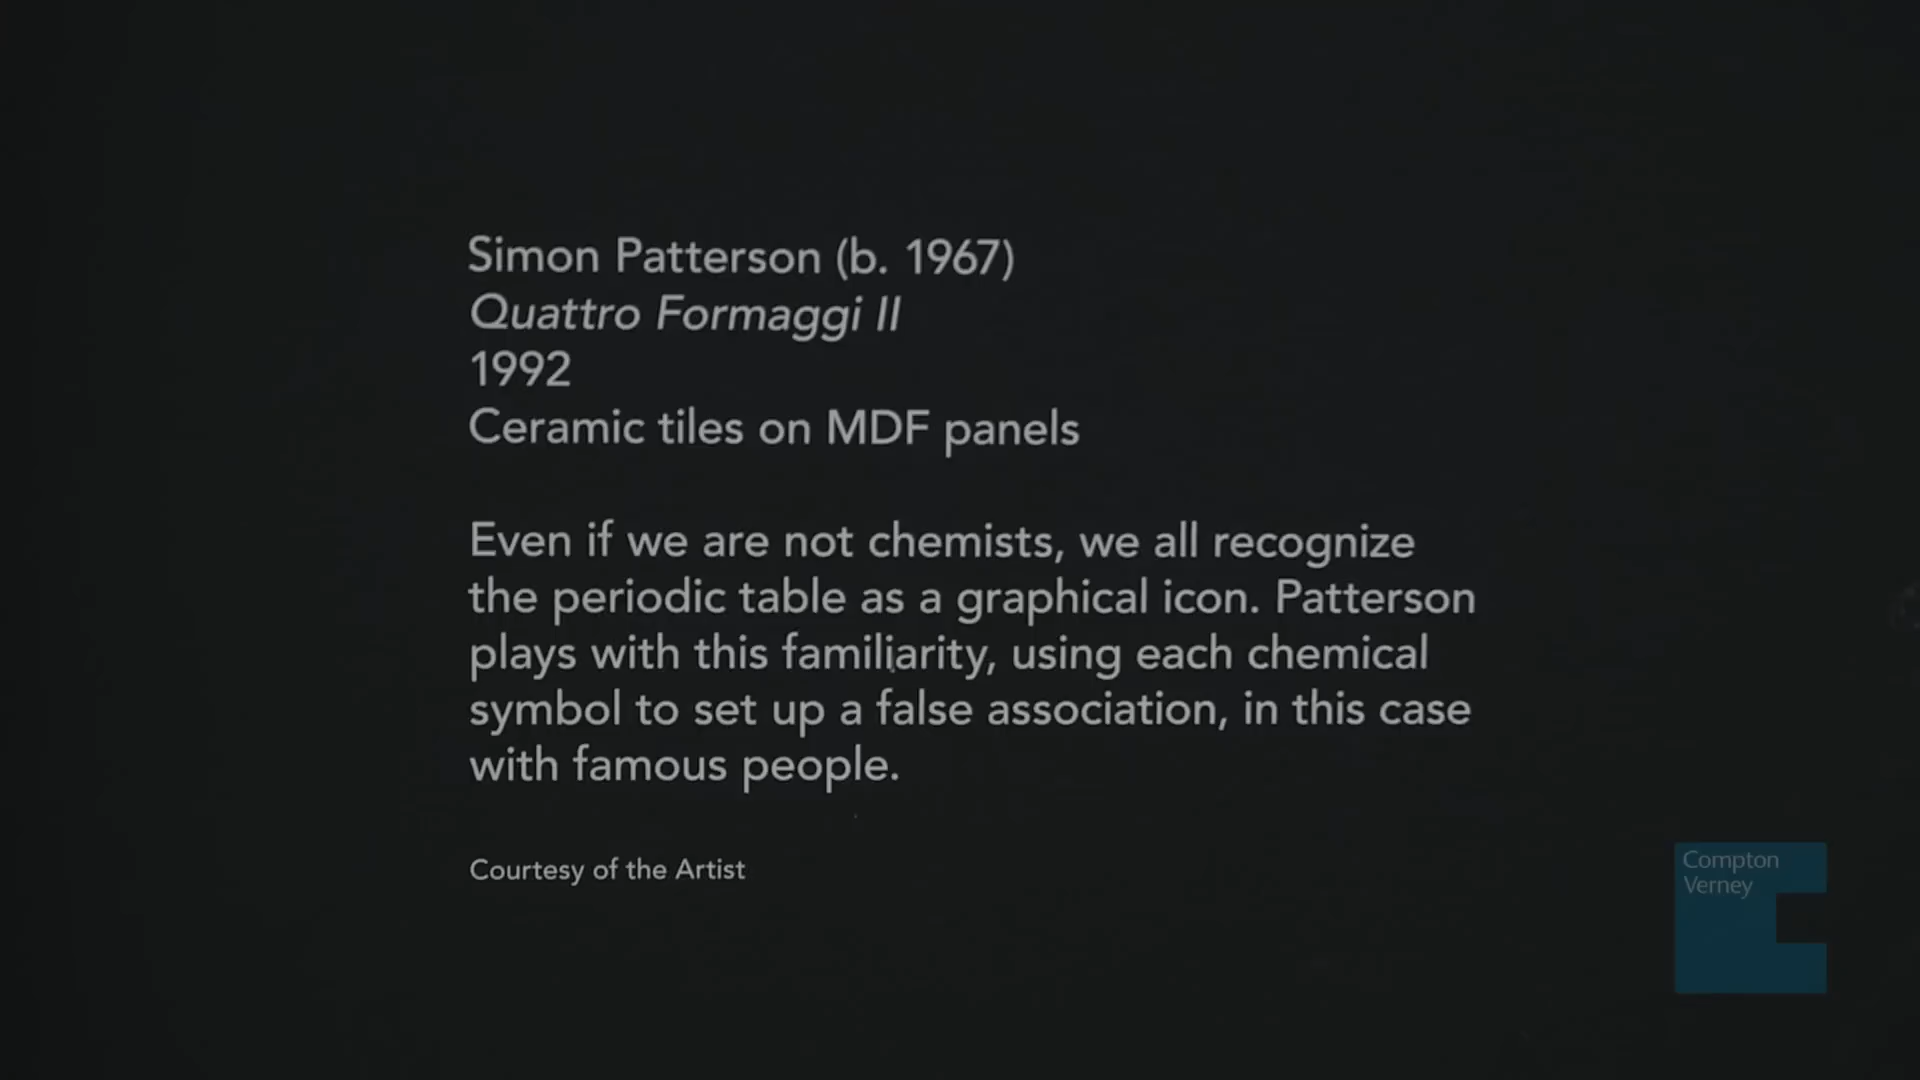 Simon Patterson (b. 1967)
Quattro Formaggi II
1992
Ceramic tiles on MDF panels
Even if we are not chemists, we all recognize
the periodic table as a graphical icon. Patterson
plays with this familiarity, using each chemical
symbol to set up a false association, in this case
with famous people.
Courtesy of the Artist
Compton
Verney